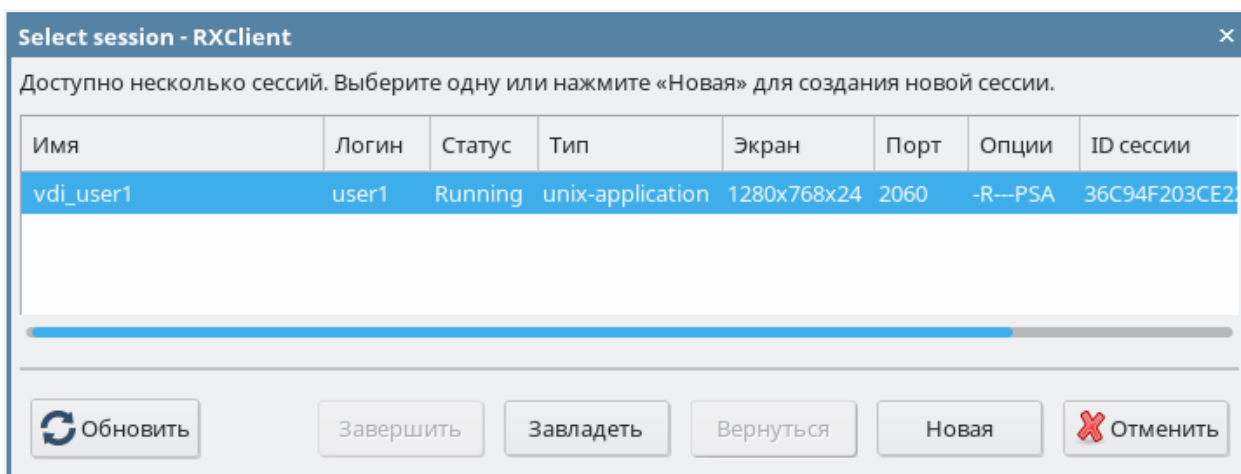 Select session - RXClient
Доступно несколько сессий. Выберите одну или нажмите «Новая» для создания новой сессии.
Имя Логин Статус Тип Экран Порт Опции ID сессии
vdi_user1 user1 Running unix-application 1280x768x24 2060 -R---PSA
Обновить Завершить Завладеть Вернуться Новая Отменить